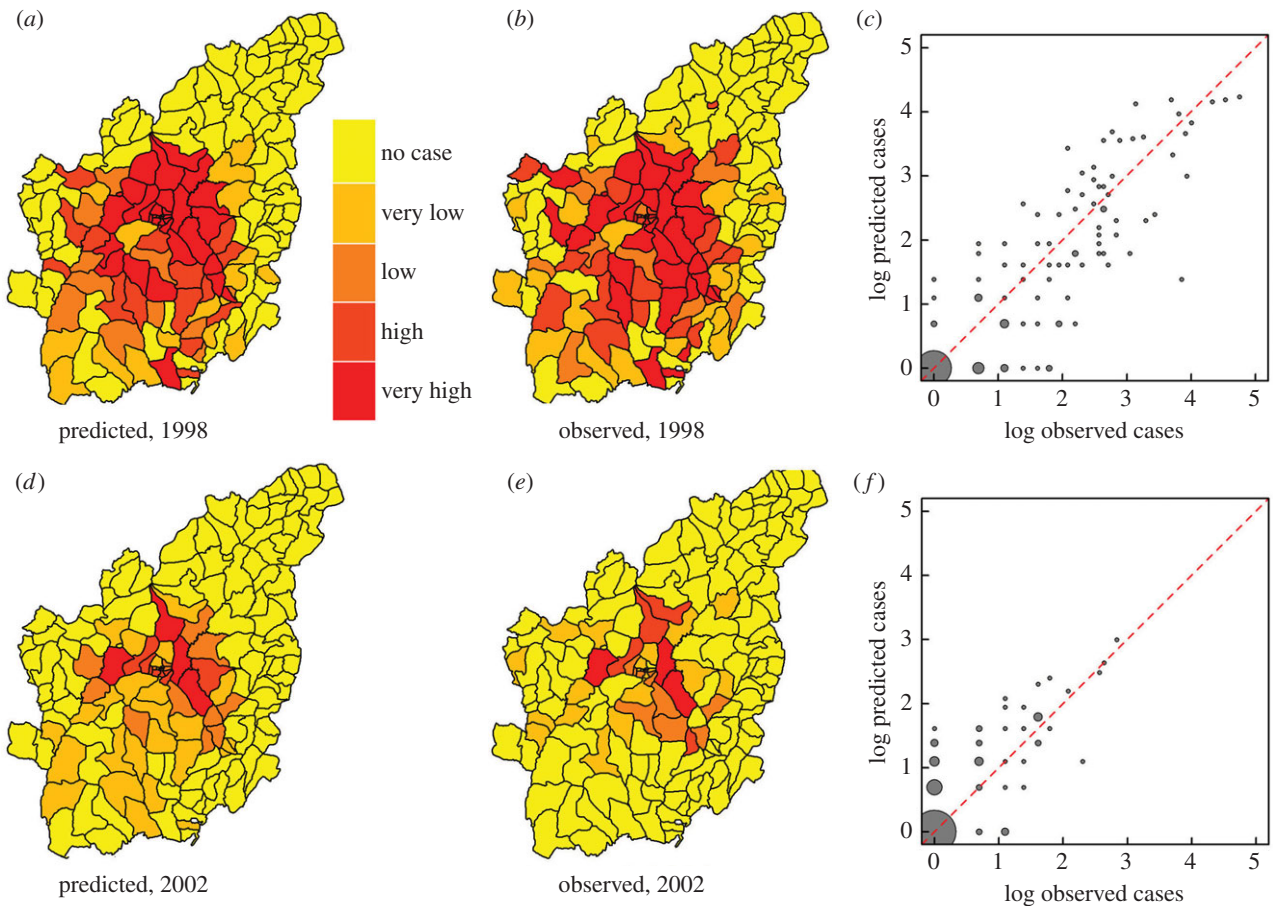 (a)
(b)
(c)
no case
very low
low
high
very high
predicted, 1998
observed, 1998
5
4
3
2
1
0
log predicted cases
0 1 2 3 4 5
log observed cases
(d)
(e)
(f)
predicted, 2002
observed, 2002
5
4
3
2
1
0
log predicted cases
0 1 2 3 4 5
log observed cases